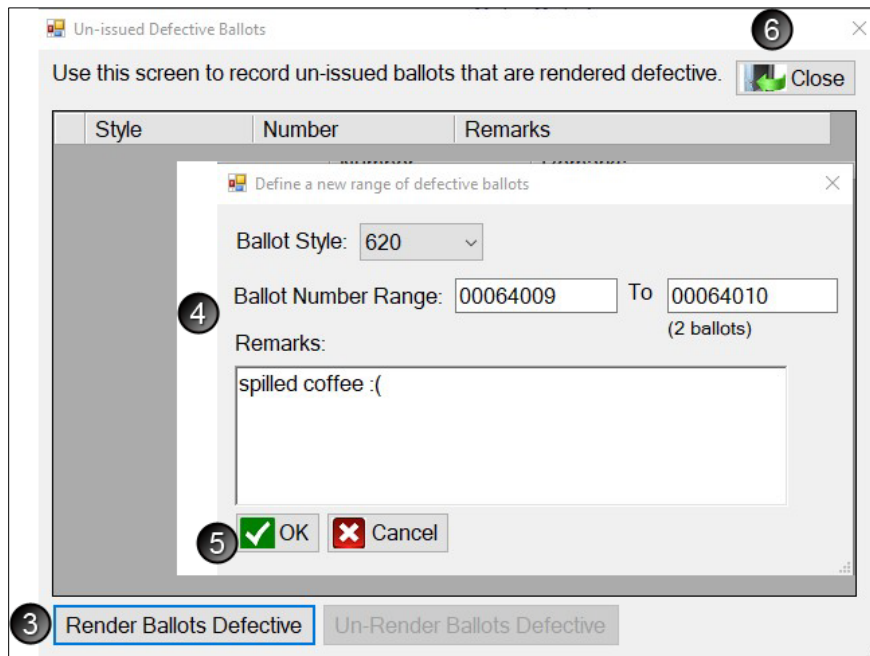 6
Un-issued Defective Ballots
Use this screen to record un-issued ballots that are rendered defective.
Close
Style Number Remarks
Number Remarks
Define a new range of defective ballots
Ballot Style: 620
4
Ballot Number Range: 00064009 To 00064010
(2 ballots)
Remarks:
spilled coffee :(
5
OK Cancel
3
Render Ballots Defective Un-Render Ballots Defective